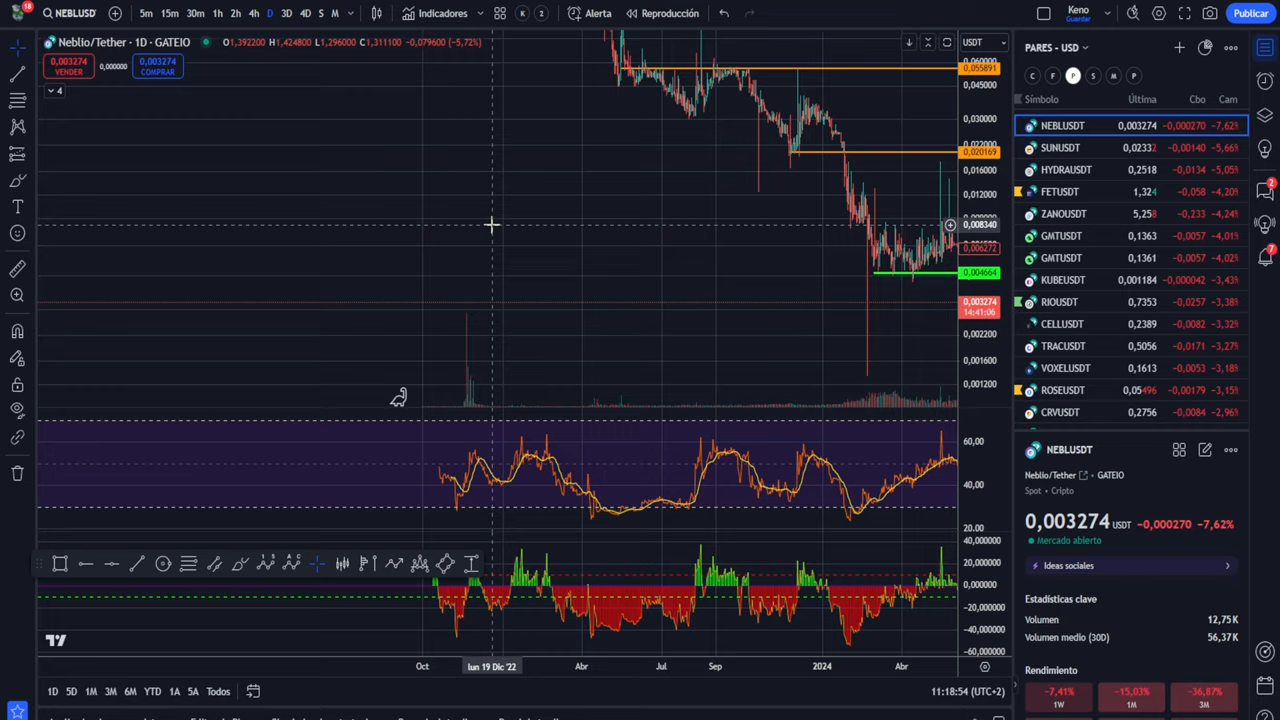 18
NEBLUSD
5m 15m 30m 1h 2h 4h D 3D 4D S M
Indicadores
K 2
Alerta
Reproducción
Keno
Guardar
Publicar
Neblio/Tether · 1D · GATEIO
O1,392200 H1,424800 L1,296000 C1,311100 -0,079600 (-5,72%)
USDT
0,003274
VENDER
0,000000
0,003274
COMPRAR
4
0,060000
0,055891
0,045000
0,030000
0,022000
0,020169
0,016000
0,012000
0,008340
0,006272
0,004664
0,003274
14:41:06
0,002200
0,001600
0,001200
60,00
40,00
20,00
40,000000
20,000000
0,000000
-20,000000
-40,000000
-60,000000
Oct
lun 19 Dic '22
Abr
Jul
Sep
2024
Abr
1D 5D 1M 3M 6M YTD 1A 5A Todos
11:18:54 (UTC+2)
PARES - USD
C F P S M P
Símbolo Última Cbo Cam
NEBLUSDT 0,003274 -0,000270 -7,62%
SUNUSDT 0,02332 -0,00140 -5,66%
HYDRAUSDT 0,2518 -0,0134 -5,05%
FETUSDT 1,324 -0,058 -4,20%
ZANOUSDT 5,258 -0,233 -4,24%
GMTUSDT 0,1363 -0,0057 -4,01%
GMTUSDT 0,1361 -0,0057 -4,02%
KUBEUSDT 0,001184 -0,000042 -3,43%
RIOUSDT 0,7353 -0,0257 -3,38%
CELLUSDT 0,2389 -0,0082 -3,32%
TRACUSDT 0,5056 -0,0171 -3,27%
VOXELUSDT 0,1610 -0,0053 -3,18%
ROSEUSDT 0,05496 -0,00179 -3,15%
CRVUSDT 0,2756 -0,0084 -2,96%
NEBLUSDT
Neblio/Tether · GATEIO
Spot · Cripto
0,003274 USDT -0,000270 -7,62%
Mercado abierto
Ideas sociales
Estadísticas clave
Volumen 12,75K
Volumen medio (30D) 56,37K
Rendimiento
-7,41% -15,03% -36,87%
1W 1M 3M
2
7